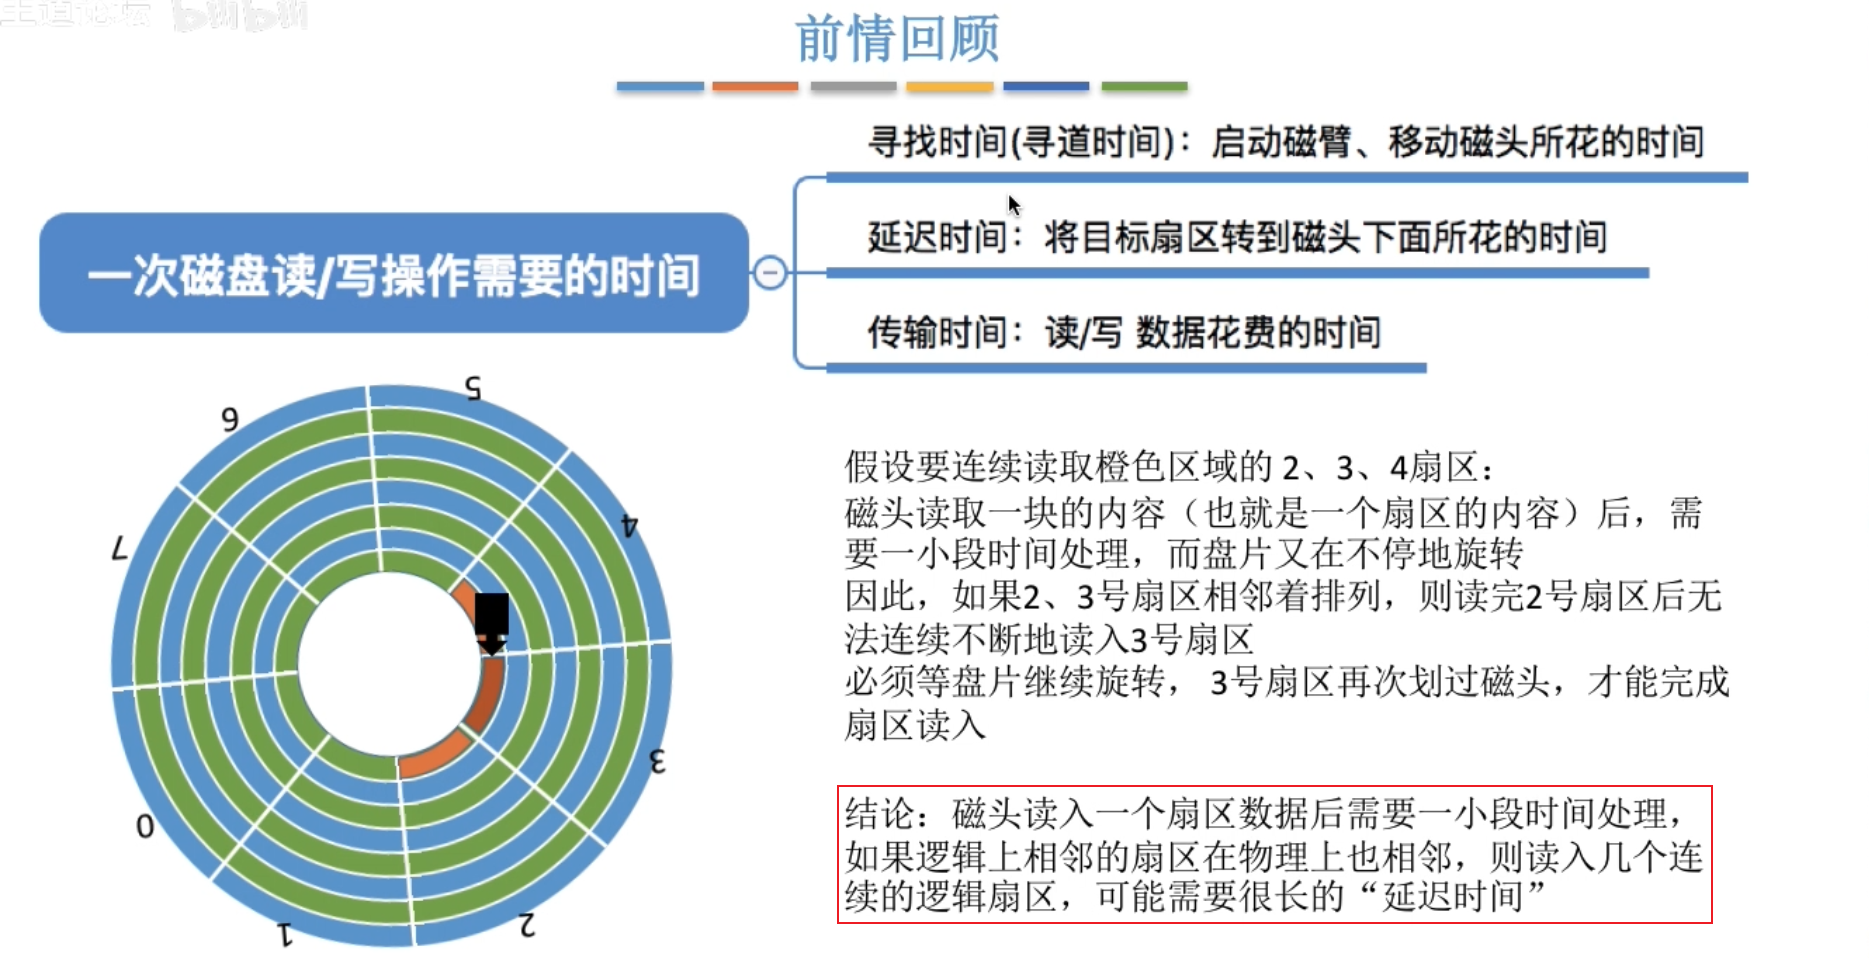 王道论坛 bilibili
前情回顾
寻找时间(寻道时间)：启动磁臂、移动磁头所花的时间
延迟时间：将目标扇区转到磁头下面所花的时间
一次磁盘读/写操作需要的时间
传输时间：读/写 数据花费的时间
5
6
4
7
3
0
1
2
假设要连续读取橙色区域的 2、3、4扇区：
磁头读取一块的内容（也就是一个扇区的内容）后，需
要一小段时间处理，而盘片又在不停地旋转
因此，如果2、3号扇区相邻着排列，则读完2号扇区后无
法连续不断地读入3号扇区
必须等盘片继续旋转， 3号扇区再次划过磁头，才能完成
扇区读入
结论：磁头读入一个扇区数据后需要一小段时间处理，
如果逻辑上相邻的扇区在物理上也相邻，则读入几个连
续的逻辑扇区，可能需要很长的“延迟时间”